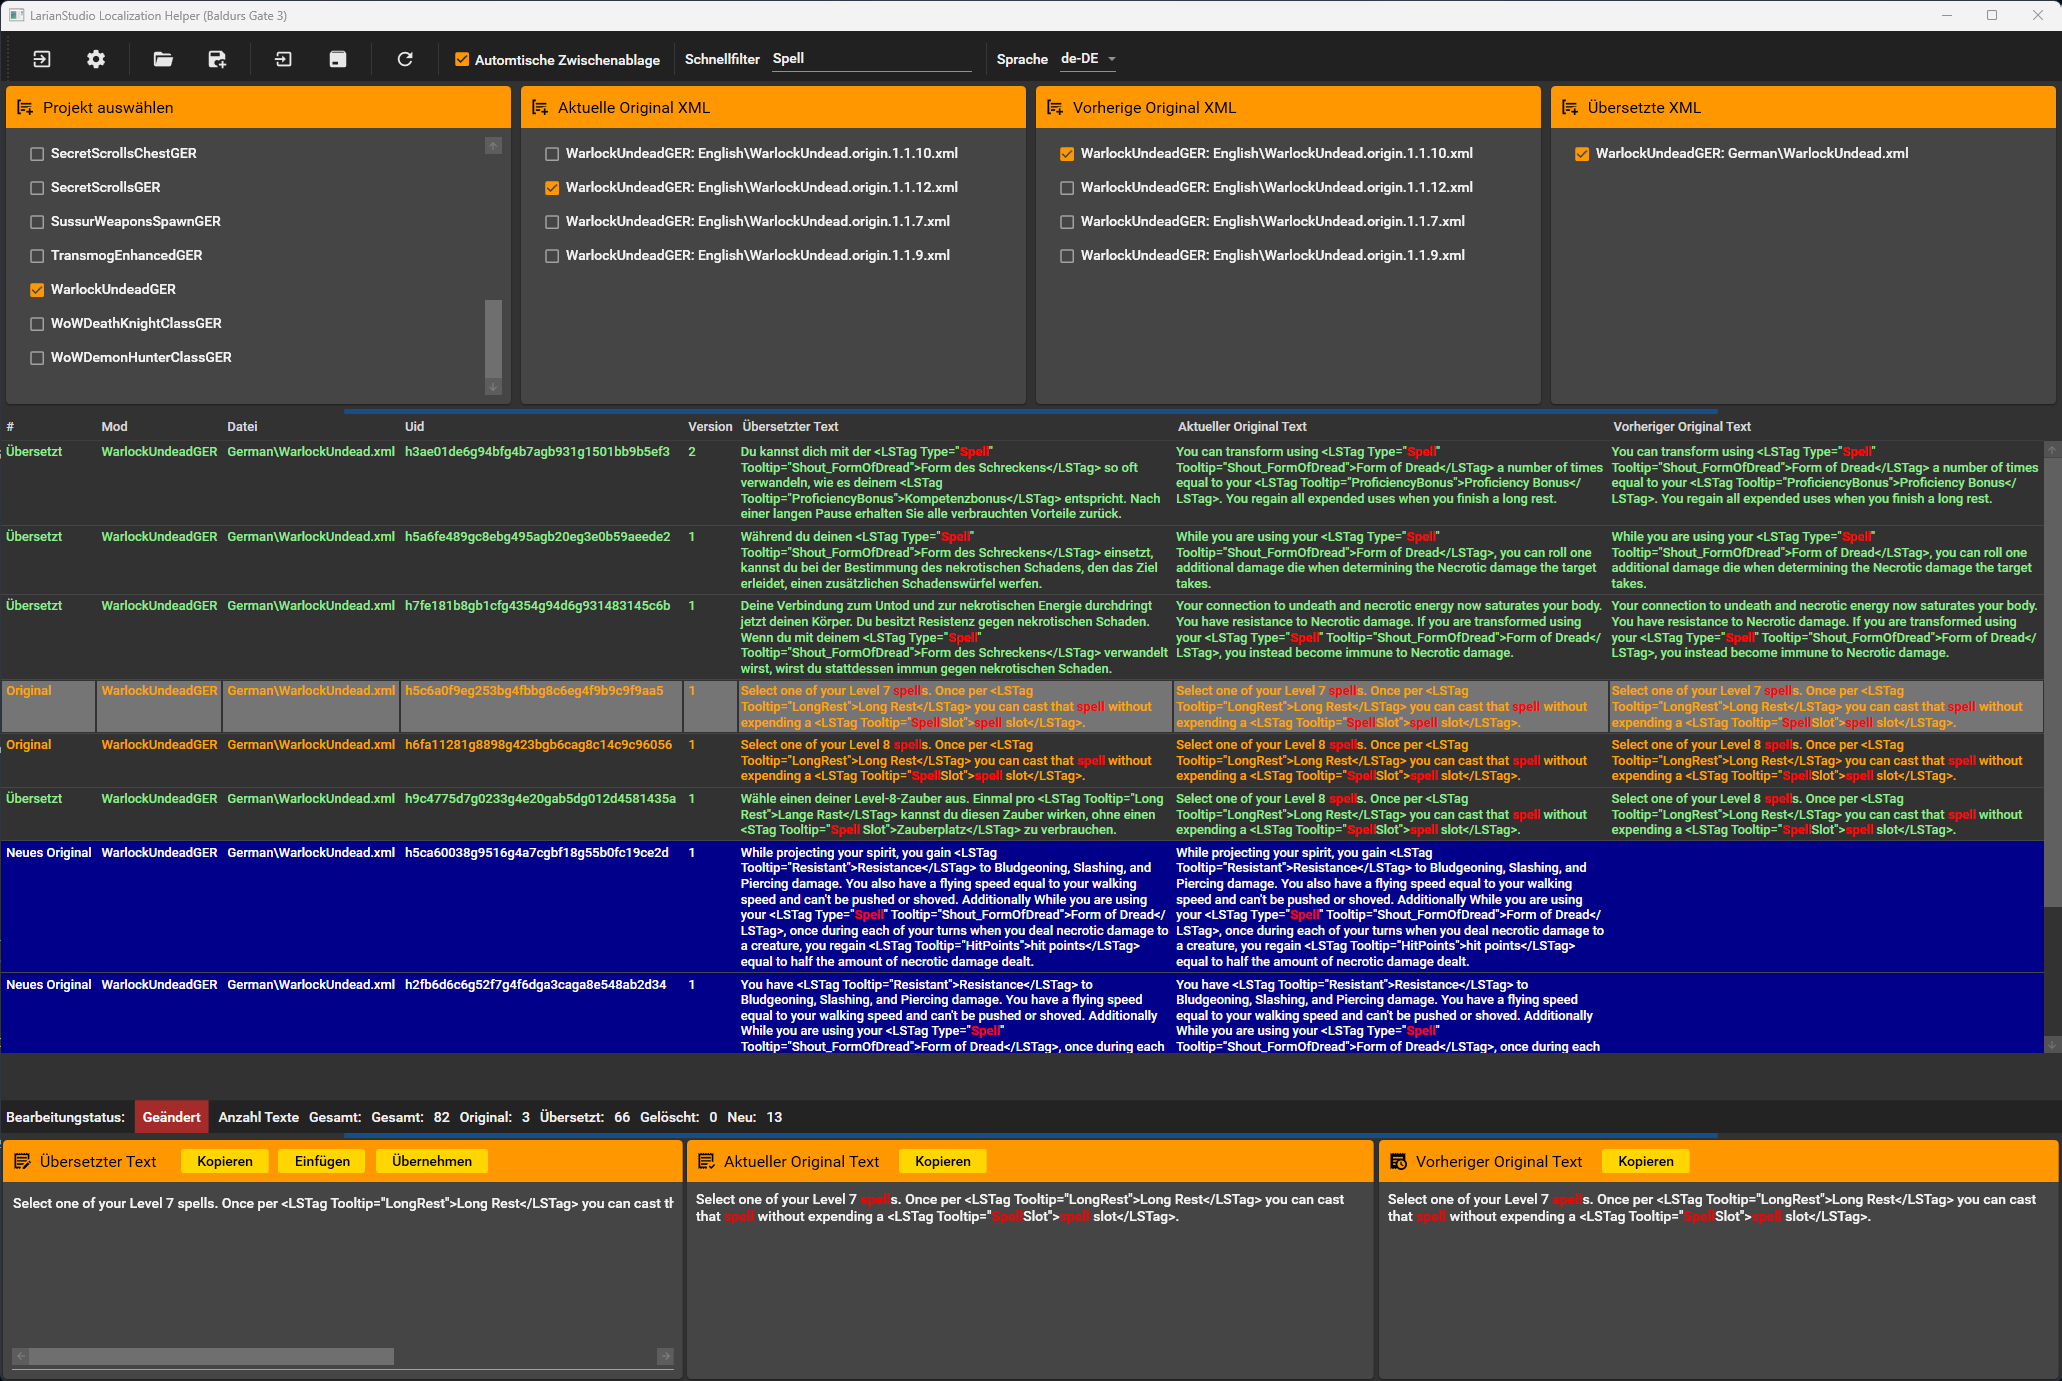 LarianStudio Localization Helper (Baldurs Gate 3)
Automtische Zwischenablage Schnellfilter Spell Sprache de-DE
Projekt auswählen
SecretScrollsChestGER
SecretScrollsGER
SussurWeaponsSpawnGER
TransmogEnhancedGER
WarlockUndeadGER
WoWDeathKnightClassGER
WoWDemonHunterClassGER
Aktuelle Original XML
WarlockUndeadGER: English\WarlockUndead.origin.1.1.10.xml
WarlockUndeadGER: English\WarlockUndead.origin.1.1.12.xml
WarlockUndeadGER: English\WarlockUndead.origin.1.1.7.xml
WarlockUndeadGER: English\WarlockUndead.origin.1.1.9.xml
Vorherige Original XML
WarlockUndeadGER: English\WarlockUndead.origin.1.1.10.xml
WarlockUndeadGER: English\WarlockUndead.origin.1.1.12.xml
WarlockUndeadGER: English\WarlockUndead.origin.1.1.7.xml
WarlockUndeadGER: English\WarlockUndead.origin.1.1.9.xml
Übersetzte XML
WarlockUndeadGER: German\WarlockUndead.xml
# Mod Datei Uid Version Übersetzter Text Aktueller Original Text Vorheriger Original Text
Übersetzt WarlockUndeadGER German\WarlockUndead.xml h3ae01de6g94bfg4b7agb931g1501bb9b5ef3 2
Du kannst dich mit der <LSTag Type="Spell"
Tooltip="Shout_FormOfDread">Form des Schreckens</LSTag> so oft
verwandeln, wie es deinem <LSTag
Tooltip="ProficiencyBonus">Kompetenzbonus</LSTag> entspricht. Nach
einer langen Pause erhalten Sie alle verbrauchten Vorteile zurück.
You can transform using <LSTag Type="Spell"
Tooltip="Shout_FormOfDread">Form of Dread</LSTag> a number of times
equal to your <LSTag Tooltip="ProficiencyBonus">Proficiency Bonus</
LSTag>. You regain all expended uses when you finish a long rest.
You can transform using <LSTag Type="Spell"
Tooltip="Shout_FormOfDread">Form of Dread</LSTag> a number of times
equal to your <LSTag Tooltip="ProficiencyBonus">Proficiency Bonus</
LSTag>. You regain all expended uses when you finish a long rest.
Übersetzt WarlockUndeadGER German\WarlockUndead.xml h5a6fe489gc8ebg495agb20eg3e0b59aeede2 1
Während du deinen <LSTag Type="Spell"
Tooltip="Shout_FormOfDread">Form des Schreckens</LSTag> einsetzt,
kannst du bei der Bestimmung des nekrotischen Schadens, den das Ziel
erleidet, einen zusätzlichen Schadenswürfel werfen.
While you are using your <LSTag Type="Spell"
Tooltip="Shout_FormOfDread">Form of Dread</LSTag>, you can roll one
additional damage die when determining the Necrotic damage the target
takes.
While you are using your <LSTag Type="Spell"
Tooltip="Shout_FormOfDread">Form of Dread</LSTag>, you can roll one
additional damage die when determining the Necrotic damage the target
takes.
Übersetzt WarlockUndeadGER German\WarlockUndead.xml h7fe181b8gb1cfg4354g94d6g931483145c6b 1
Deine Verbindung zum Untod und zur nekrotischen Energie durchdringt
jetzt deinen Körper. Du besitzt Resistenz gegen nekrotischen Schaden.
Wenn du mit deinem <LSTag Type="Spell"
Tooltip="Shout_FormOfDread">Form des Schreckens</LSTag> verwandelt
wirst, wirst du stattdessen immun gegen nekrotischen Schaden.
Your connection to undeath and necrotic energy now saturates your body.
You have resistance to Necrotic damage. If you are transformed using
your <LSTag Type="Spell" Tooltip="Shout_FormOfDread">Form of Dread</
LSTag>, you instead become immune to Necrotic damage.
Your connection to undeath and necrotic energy now saturates your body.
You have resistance to Necrotic damage. If you are transformed using
your <LSTag Type="Spell" Tooltip="Shout_FormOfDread">Form of Dread</
LSTag>, you instead become immune to Necrotic damage.
Original WarlockUndeadGER German\WarlockUndead.xml h5c6a0f9eg253bg4fbbg8c6eg4f9b9c9f9aa5 1
Select one of your Level 7 spells. Once per <LSTag
Tooltip="LongRest">Long Rest</LSTag> you can cast that spell without
expending a <LSTag Tooltip="SpellSlot">spell slot</LSTag>.
Select one of your Level 7 spells. Once per <LSTag
Tooltip="LongRest">Long Rest</LSTag> you can cast that spell without
expending a <LSTag Tooltip="SpellSlot">spell slot</LSTag>.
Select one of your Level 7 spells. Once per <LSTag
Tooltip="LongRest">Long Rest</LSTag> you can cast that spell without
expending a <LSTag Tooltip="SpellSlot">spell slot</LSTag>.
Original WarlockUndeadGER German\WarlockUndead.xml h6fa11281g8898g423bgb6cag8c14c9c96056 1
Select one of your Level 8 spells. Once per <LSTag
Tooltip="LongRest">Long Rest</LSTag> you can cast that spell without
expending a <LSTag Tooltip="SpellSlot">spell slot</LSTag>.
Select one of your Level 8 spells. Once per <LSTag
Tooltip="LongRest">Long Rest</LSTag> you can cast that spell without
expending a <LSTag Tooltip="SpellSlot">spell slot</LSTag>.
Select one of your Level 8 spells. Once per <LSTag
Tooltip="LongRest">Long Rest</LSTag> you can cast that spell without
expending a <LSTag Tooltip="SpellSlot">spell slot</LSTag>.
Übersetzt WarlockUndeadGER German\WarlockUndead.xml h9c4775d7g0233g4e20gab5dg012d4581435a 1
Wähle einen deiner Level-8-Zauber aus. Einmal pro <LSTag Tooltip="Long
Rest">Lange Rast</LSTag> kannst du diesen Zauber wirken, ohne einen
<STag Tooltip="Spell Slot">Zauberplatz</LSTag> zu verbrauchen.
Select one of your Level 8 spells. Once per <LSTag
Tooltip="LongRest">Long Rest</LSTag> you can cast that spell without
expending a <LSTag Tooltip="SpellSlot">spell slot</LSTag>.
Select one of your Level 8 spells. Once per <LSTag
Tooltip="LongRest">Long Rest</LSTag> you can cast that spell without
expending a <LSTag Tooltip="SpellSlot">spell slot</LSTag>.
Neues Original WarlockUndeadGER German\WarlockUndead.xml h5ca60038g9516g4a7cgbf18g55b0fc19ce2d 1
While projecting your spirit, you gain <LSTag
Tooltip="Resistant">Resistance</LSTag> to Bludgeoning, Slashing, and
Piercing damage. You also have a flying speed equal to your walking
speed and can't be pushed or shoved. Additionally While you are using
your <LSTag Type="Spell" Tooltip="Shout_FormOfDread">Form of Dread</
LSTag>, once during each of your turns when you deal necrotic damage to
a creature, you regain <LSTag Tooltip="HitPoints">hit points</LSTag>
equal to half the amount of necrotic damage dealt.
While projecting your spirit, you gain <LSTag
Tooltip="Resistant">Resistance</LSTag> to Bludgeoning, Slashing, and
Piercing damage. You also have a flying speed equal to your walking
speed and can't be pushed or shoved. Additionally While you are using
your <LSTag Type="Spell" Tooltip="Shout_FormOfDread">Form of Dread</
LSTag>, once during each of your turns when you deal necrotic damage to
a creature, you regain <LSTag Tooltip="HitPoints">hit points</LSTag>
equal to half the amount of necrotic damage dealt.
Neues Original WarlockUndeadGER German\WarlockUndead.xml h2fb6d6c6g52f7g4f6dga3caga8e548ab2d34 1
You have <LSTag Tooltip="Resistant">Resistance</LSTag> to
Bludgeoning, Slashing, and Piercing damage. You have a flying speed
equal to your walking speed and can't be pushed or shoved. Additionally
While you are using your <LSTag Type="Spell"
Tooltip="Shout_FormOfDread">Form of Dread</LSTag>, once during each
You have <LSTag Tooltip="Resistant">Resistance</LSTag> to
Bludgeoning, Slashing, and Piercing damage. You have a flying speed
equal to your walking speed and can't be pushed or shoved. Additionally
While you are using your <LSTag Type="Spell"
Tooltip="Shout_FormOfDread">Form of Dread</LSTag>, once during each
Bearbeitungstatus: Geändert Anzahl Texte Gesamt: Gesamt: 82 Original: 3 Übersetzt: 66 Gelöscht: 0 Neu: 13
Übersetzter Text Kopieren Einfügen Übernehmen
Select one of your Level 7 spells. Once per <LSTag Tooltip="LongRest">Long Rest</LSTag> you can cast th
Aktueller Original Text Kopieren
Select one of your Level 7 spells. Once per <LSTag Tooltip="LongRest">Long Rest</LSTag> you can cast
that spell without expending a <LSTag Tooltip="SpellSlot">spell slot</LSTag>.
Vorheriger Original Text Kopieren
Select one of your Level 7 spells. Once per <LSTag Tooltip="LongRest">Long Rest</LSTag> you can cast
that spell without expending a <LSTag Tooltip="SpellSlot">spell slot</LSTag>.